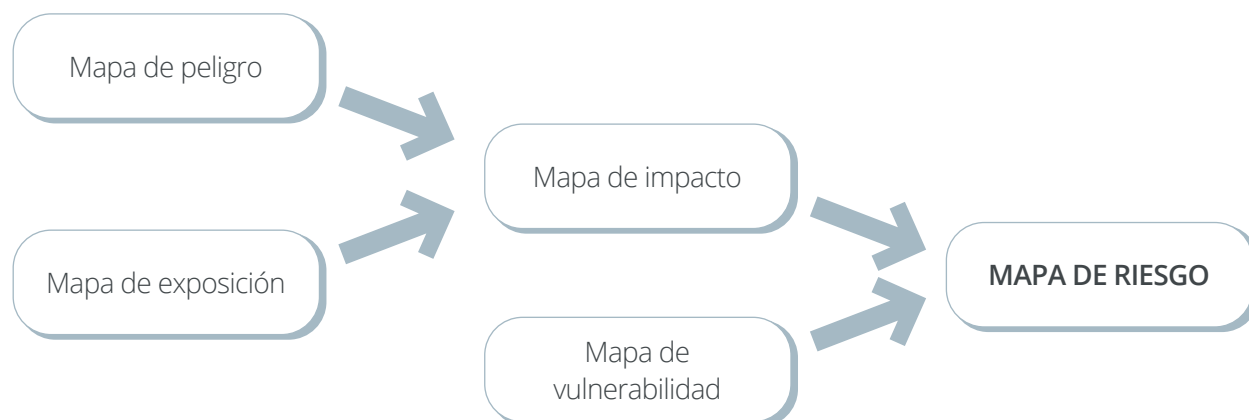 Mapa de peligro
Mapa de exposición
Mapa de impacto
Mapa de
vulnerabilidad
MAPA DE RIESGO